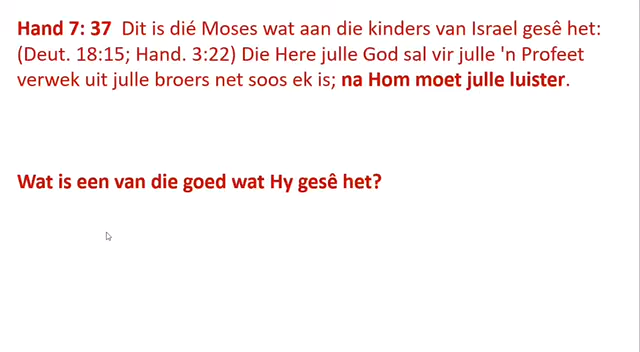 Hand 7: 37 Dit is dié Moses wat aan die kinders van Israel gesê het:
(Deut. 18:15; Hand. 3:22) Die Here julle God sal vir julle 'n Profeet
verwek uit julle broers net soos ek is; na Hom moet julle luister.
Wat is een van die goed wat Hy gesê het?